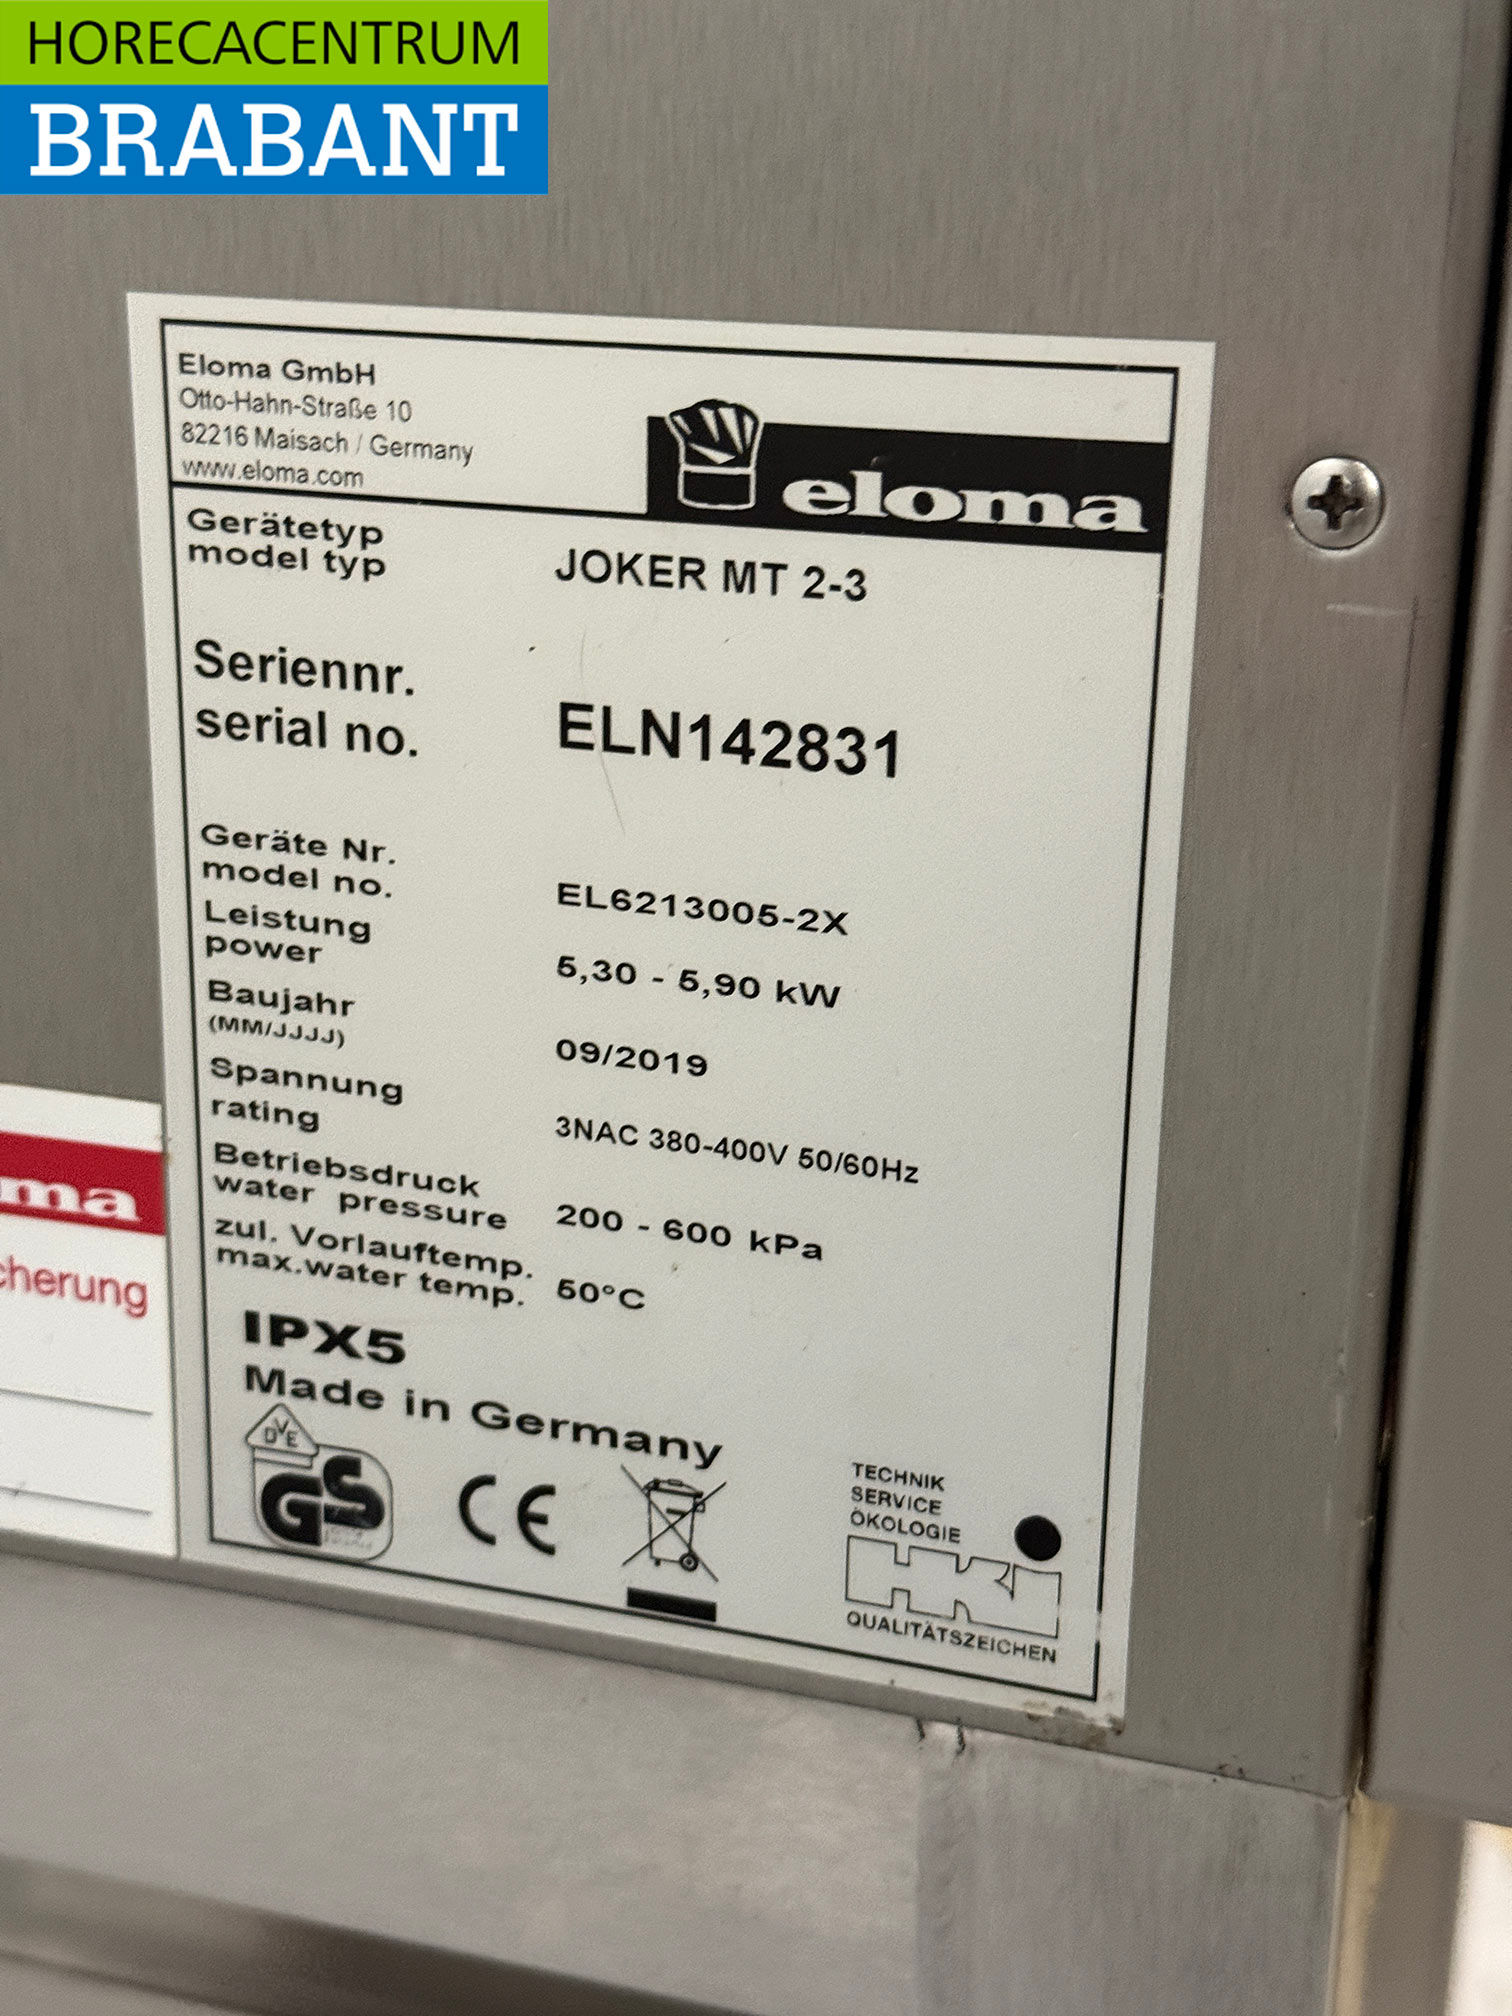 HORECACENTRUM
BRABANT
Eloma GmbH
Otto-Hahn-Straße 10
82216 Maisach / Germany
www.eloma.com
eloma
Gerätetyp
model typ
JOKER MT 2-3
Seriennr.
serial no.
ELN142831
Geräte Nr.
model no.
EL6213005-2X
Leistung
power
5,30 - 5,90 kW
Baujahr
(MM/JJJJ)
09/2019
Spannung
rating
3NAC 380-400V 50/60Hz
Betriebsdruck
water pressure
200 - 600 kPa
zul. Vorlauftemp.
max.water temp.
50°C
IPX5
Made in Germany
DVE
GS
CE
TECHNIK
SERVICE
ÖKOLOGIE
HKI
QUALITÄTSZEICHEN
ma
cherung